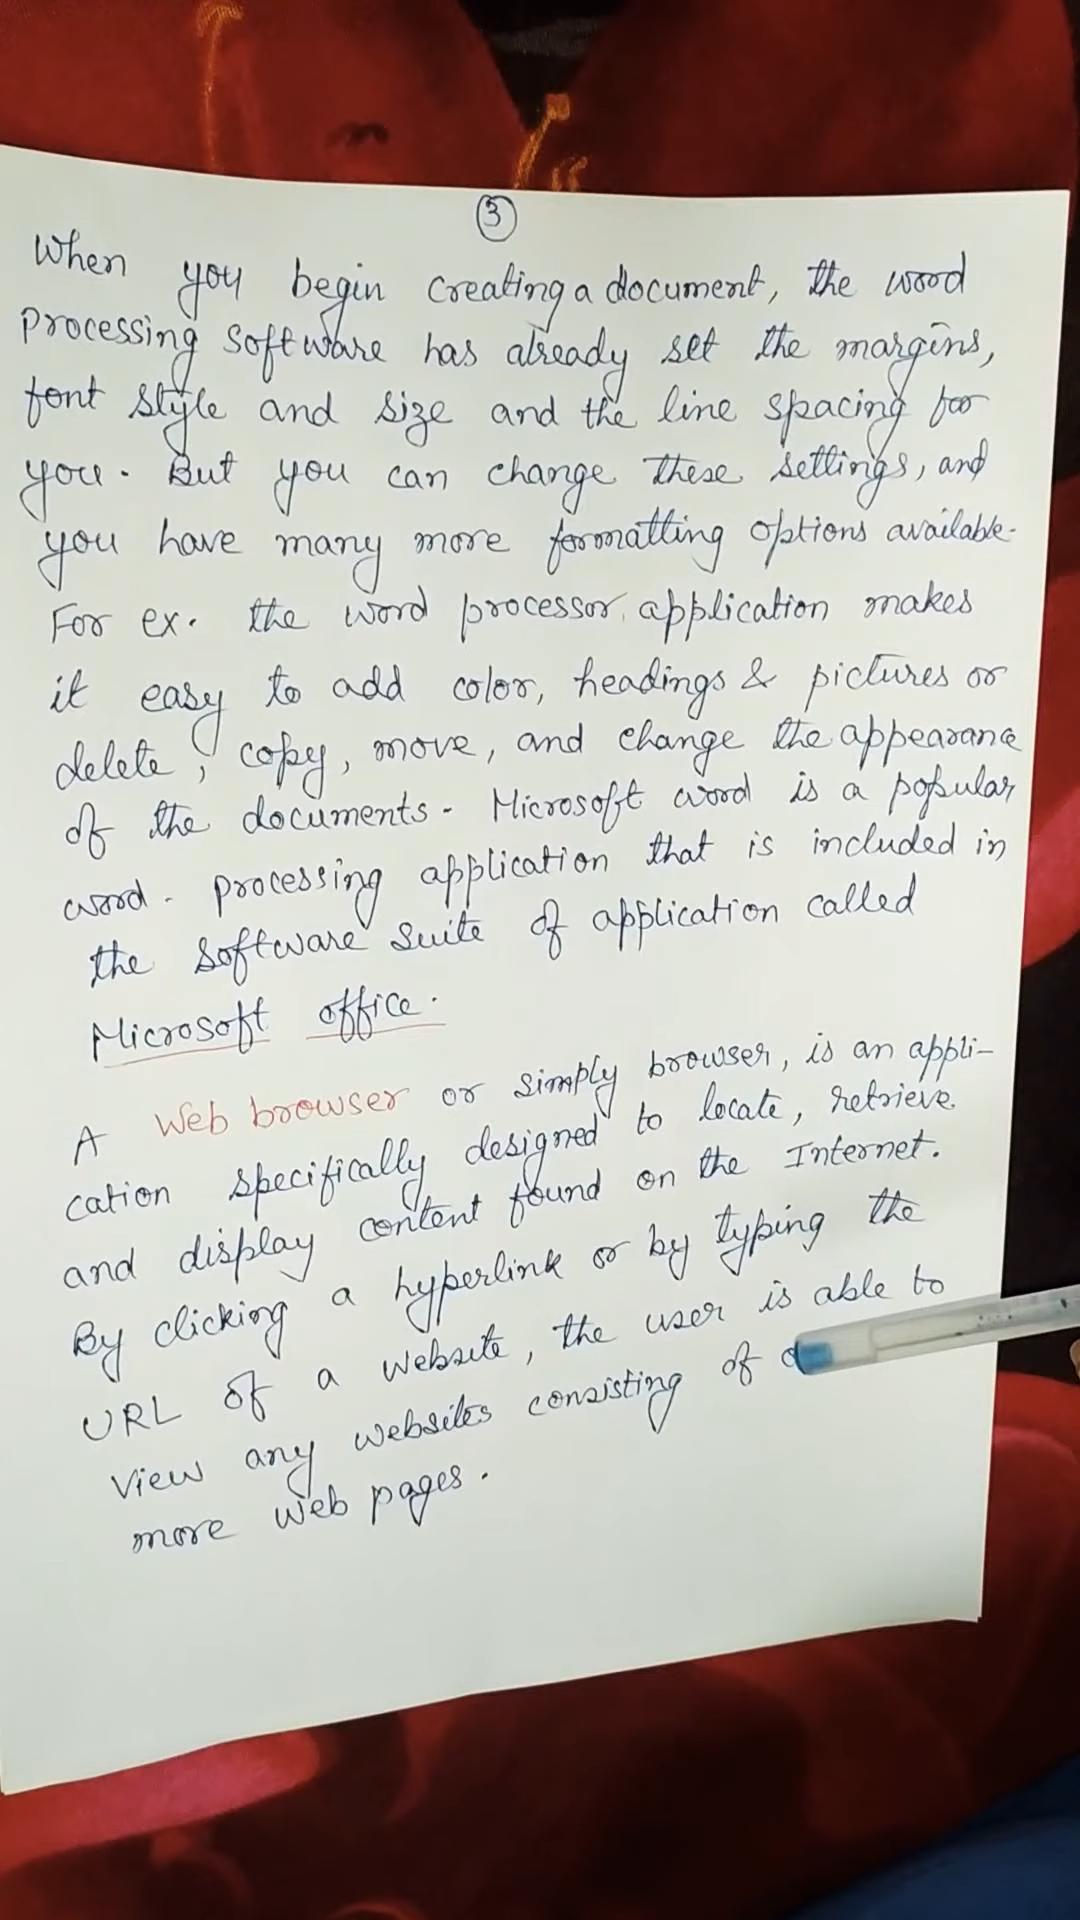 3
When you begin creating a document, the word
Processing software has already set the margins,
font style and size and the line spacing for
you. But you can change these settings, and
you have many more formatting options available.
For ex. the word processor, application makes
it easy to add color, headings & pictures or
delete, copy, move, and change the appearance
of the documents. Microsoft word is a popular
word-processing application that is included in
the software suite of application called
Microsoft office.
A Web browser or simply browser, is an appli-
cation specifically designed to locate, retrieve
and display content found on the Internet.
By clicking a hyperlink or by typing the
URL of a website, the user is able to
View any websites consisting of
more web pages.